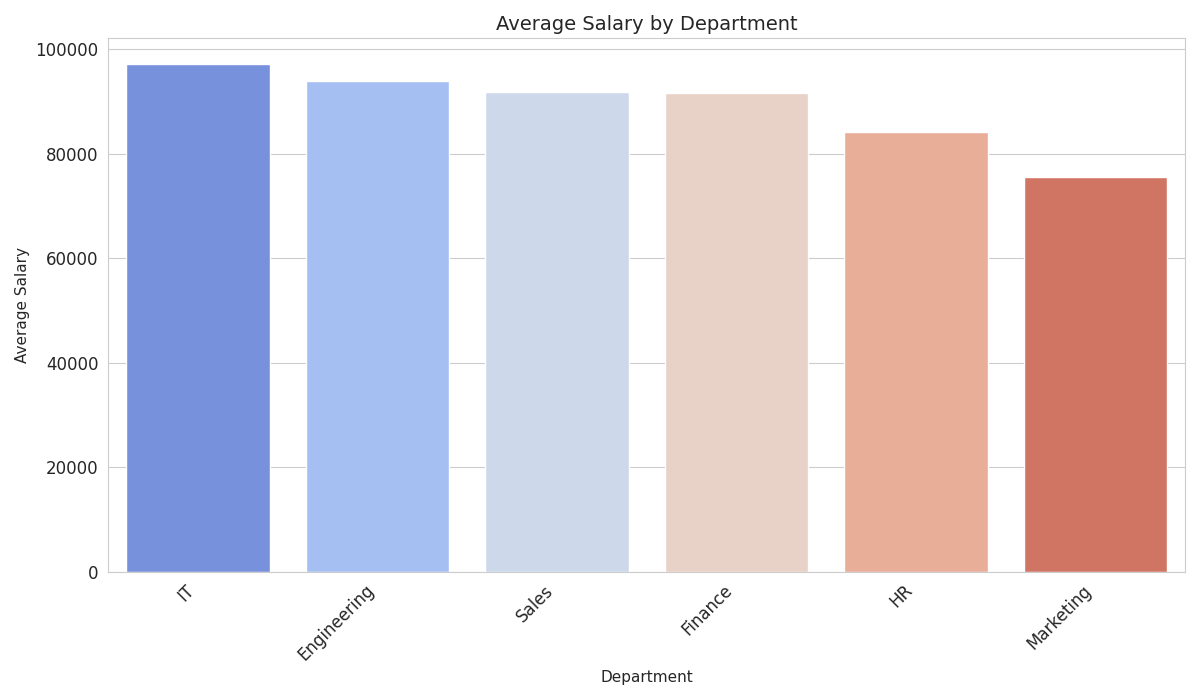 Average Salary by Department
Average Salary
100000
80000
60000
40000
20000
0
IT
Engineering
Sales
Finance
HR
Marketing
Department